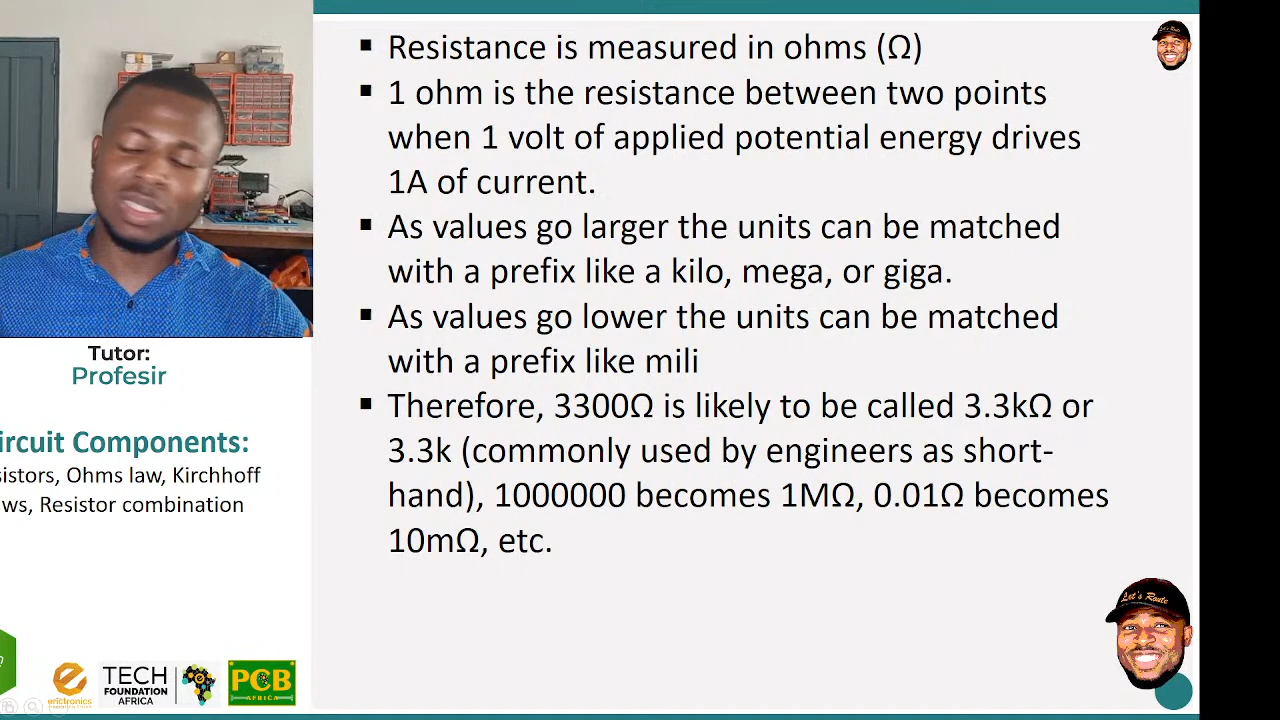 ▪ Resistance is measured in ohms (Ω)
▪ 1 ohm is the resistance between two points
when 1 volt of applied potential energy drives
1A of current.
▪ As values go larger the units can be matched
with a prefix like a kilo, mega, or giga.
▪ As values go lower the units can be matched
with a prefix like mili
▪ Therefore, 3300Ω is likely to be called 3.3kΩ or
3.3k (commonly used by engineers as short-
hand), 1000000 becomes 1MΩ, 0.01Ω becomes
10mΩ, etc.
Tutor:
Profesir
ircuit Components:
sistors, Ohms law, Kirchhoff
ws, Resistor combination
erictronics
TECH
FOUNDATION
AFRICA
PCB
AFRICA
Let's Route